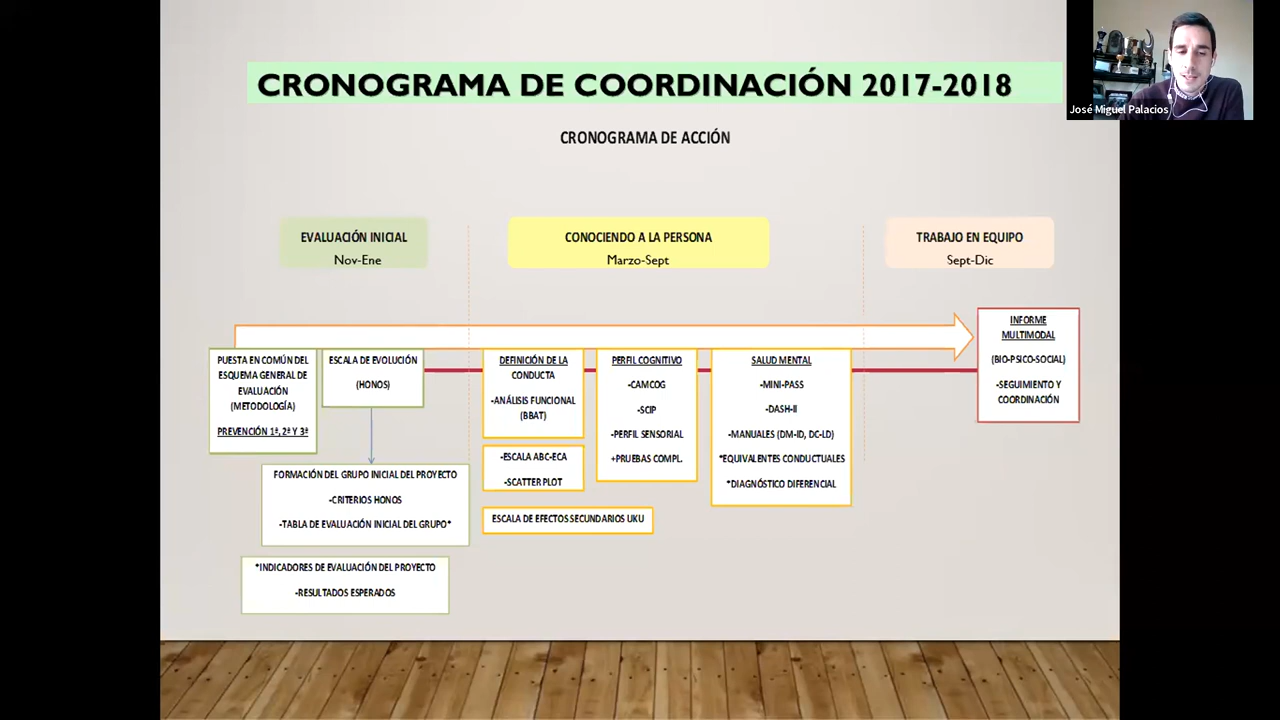 CRONOGRAMA DE COORDINACIÓN 2017-2018
José Miguel Palacios
CRONOGRAMA DE ACCIÓN
EVALUACIÓN INICIAL
Nov-Ene
CONOCIENDO A LA PERSONA
Marzo-Sept
TRABAJO EN EQUIPO
Sept-Dic
PUESTA EN COMÚN DEL
ESQUEMA GENERAL DE
EVALUACIÓN
(METODOLOGÍA)
PREVENCIÓN 1ª, 2ª Y 3ª
ESCALA DE EVOLUCIÓN
(HONOS)
FORMACIÓN DEL GRUPO INICIAL DEL PROYECTO
-CRITERIOS HONOS
-TABLA DE EVALUACIÓN INICIAL DEL GRUPO*
*INDICADORES DE EVALUACIÓN DEL PROYECTO
-RESULTADOS ESPERADOS
DEFINICIÓN DE LA
CONDUCTA
-ANÁLISIS FUNCIONAL
(BBAT)
-ESCALA ABC-ECA
-SCATTER PLOT
ESCALA DE EFECTOS SECUNDARIOS UKU
PERFIL COGNITIVO
-CAMCOG
-SCIP
-PERFIL SENSORIAL
+PRUEBAS COMPL.
SALUD MENTAL
-MINI-PASS
-DASH-II
-MANUALES (DM-ID, DC-LD)
*EQUIVALENTES CONDUCTUALES
*DIAGNÓSTICO DIFERENCIAL
INFORME
MULTIMODAL
(BIO-PSICO-SOCIAL)
-SEGUIMIENTO Y
COORDINACIÓN